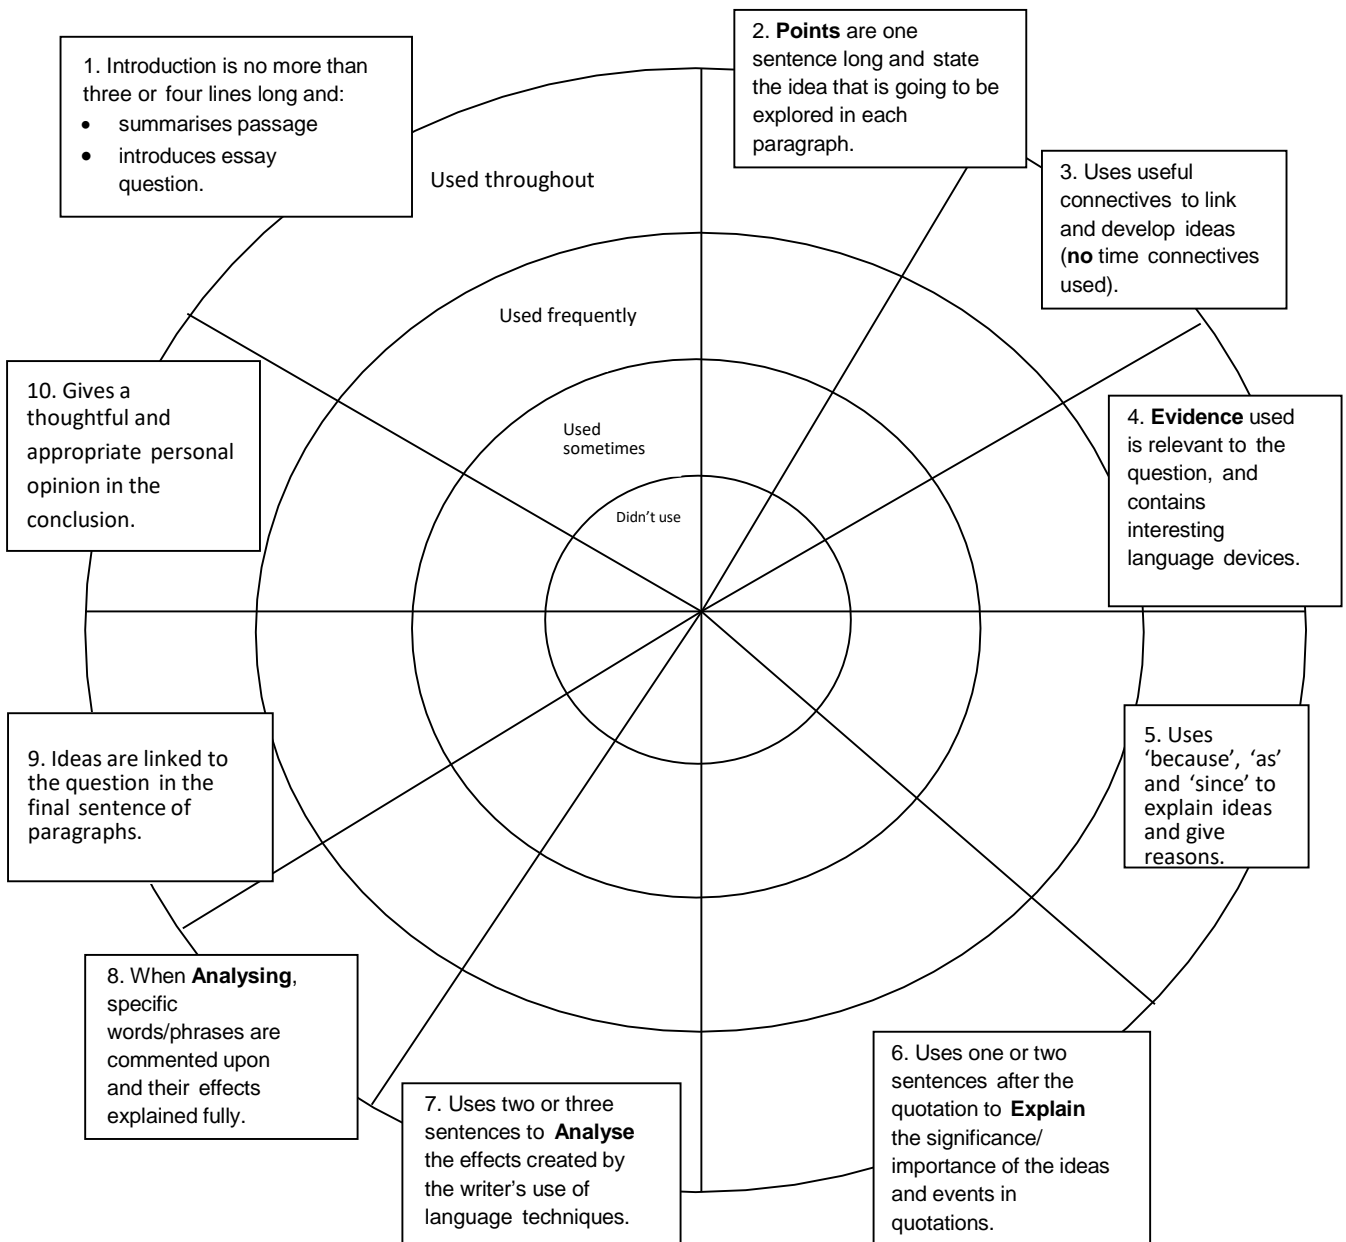 1. Introduction is no more than
three or four lines long and:
• summarises passage
• introduces essay
question.
2. Points are one
sentence long and state
the idea that is going to be
explored in each
paragraph.
3. Uses useful
connectives to link
and develop ideas
(no time connectives
used).
4. Evidence used
is relevant to the
question, and
contains
interesting
language devices.
5. Uses
‘because’, ‘as’
and ‘since’ to
explain ideas
and give
reasons.
6. Uses one or two
sentences after the
quotation to Explain
the significance/
importance of the ideas
and events in
quotations.
7. Uses two or three
sentences to Analyse
the effects created by
the writer’s use of
language techniques.
8. When Analysing,
specific
words/phrases are
commented upon
and their effects
explained fully.
9. Ideas are linked to
the question in the
final sentence of
paragraphs.
10. Gives a
thoughtful and
appropriate personal
opinion in the
conclusion.
Used throughout
Used frequently
Used
sometimes
Didn’t use